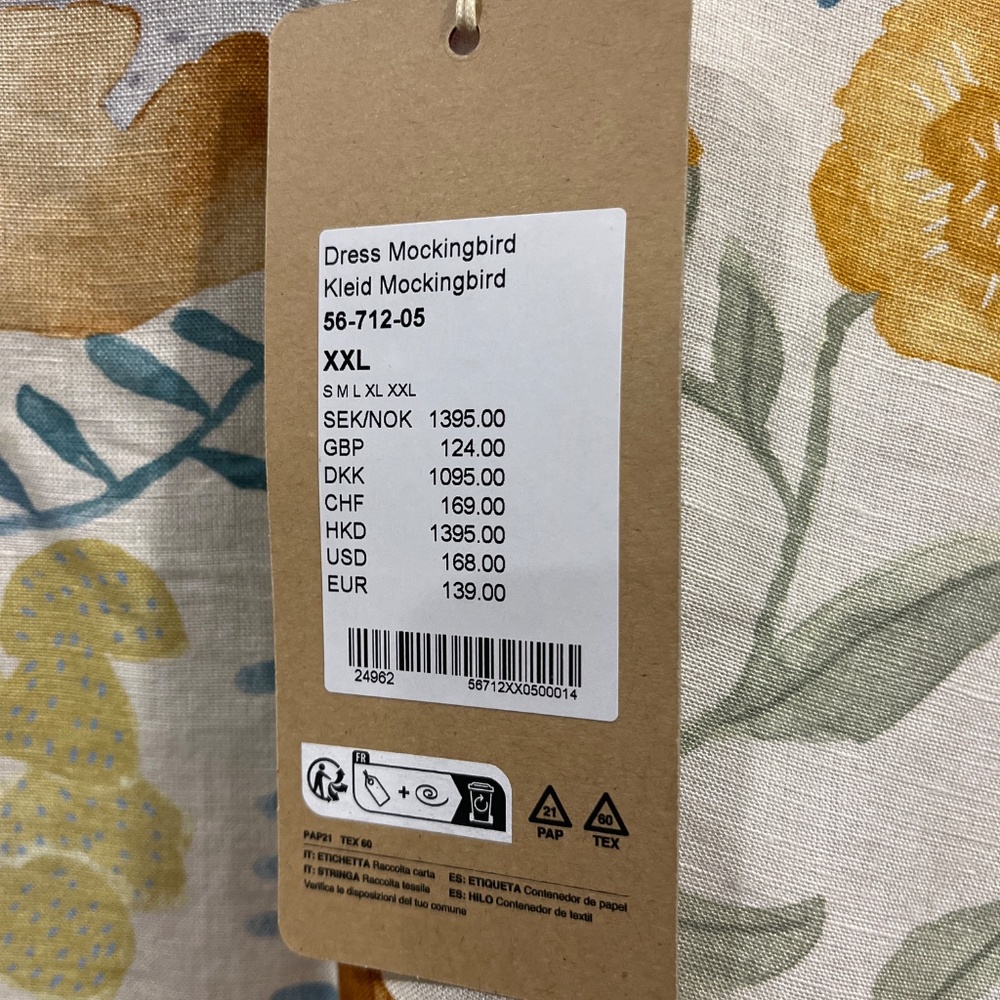 Dress Mockingbird
Kleid Mockingbird
56-712-05
XXL
S M L XL XXL
SEK/NOK 1395.00
GBP 124.00
DKK 1095.00
CHF 169.00
HKD 1395.00
USD 168.00
EUR 139.00
24962 56712XX0500014
FR
+
21 60
PAP TEX
PAP21 TEX 60
IT: ETICHETTA Raccolta carta ES: ETIQUETA Contenedor de papel
IT: STRINGA Raccolta tessile ES: HILO Contenedor de textil
Verifica le disposizioni del tuo comune